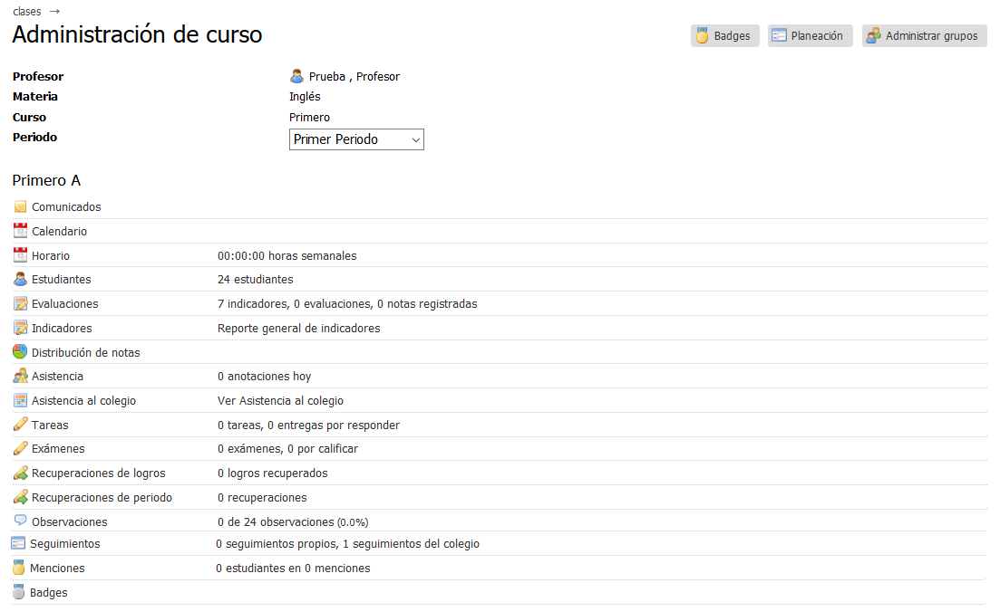 clases →
Administración de curso
Badges
Planeación
Administrar grupos
Profesor Prueba , Profesor
Materia Inglés
Curso Primero
Periodo Primer Periodo
Primero A
Comunicados
Calendario
Horario 00:00:00 horas semanales
Estudiantes 24 estudiantes
Evaluaciones 7 indicadores, 0 evaluaciones, 0 notas registradas
Indicadores Reporte general de indicadores
Distribución de notas
Asistencia 0 anotaciones hoy
Asistencia al colegio Ver Asistencia al colegio
Tareas 0 tareas, 0 entregas por responder
Exámenes 0 exámenes, 0 por calificar
Recuperaciones de logros 0 logros recuperados
Recuperaciones de periodo 0 recuperaciones
Observaciones 0 de 24 observaciones (0.0%)
Seguimientos 0 seguimientos propios, 1 seguimientos del colegio
Menciones 0 estudiantes en 0 menciones
Badges